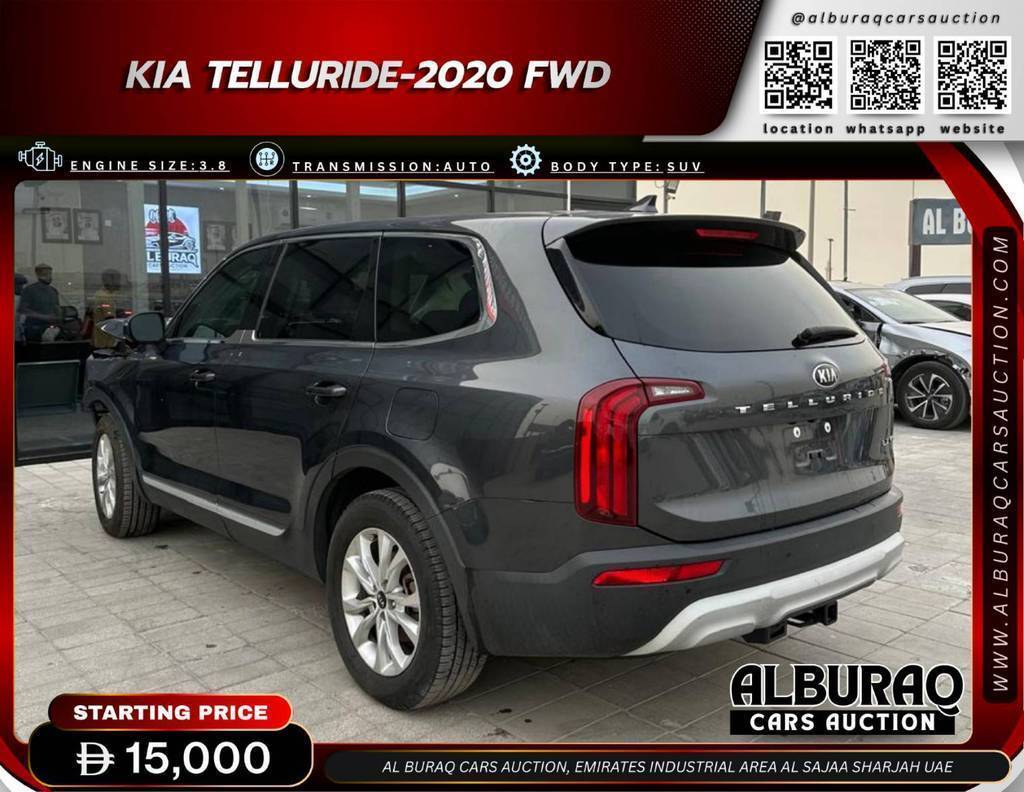 @alburaqcarsauction
KIA TELLURIDE-2020 FWD
location whatsapp website
ENGINE SIZE:3.8 TRANSMISSION:AUTO BODY TYPE: SUV
LBURAQ
AL BU
KIA
TELLURIDE
WWW.ALBURAQCARSAUCTION.COM
ALBURAQ
CARS AUCTION
STARTING PRICE
15,000
AL BURAQ CARS AUCTION, EMIRATES INDUSTRIAL AREA AL SAJAA SHARJAH UAE